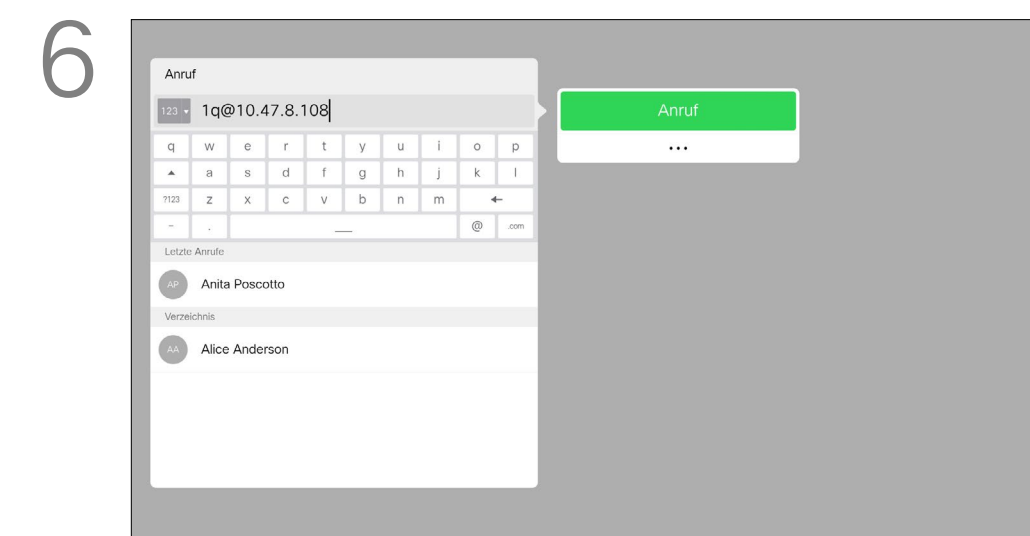 6
Anruf
123 1q@10.47.8.108
Anruf
...
q w e r t y u i o p
a s d f g h j k l
?123 z x c v b n m
- . @ .com
Letzte Anrufe
AP Anita Poscotto
Verzeichnis
AA Alice Anderson